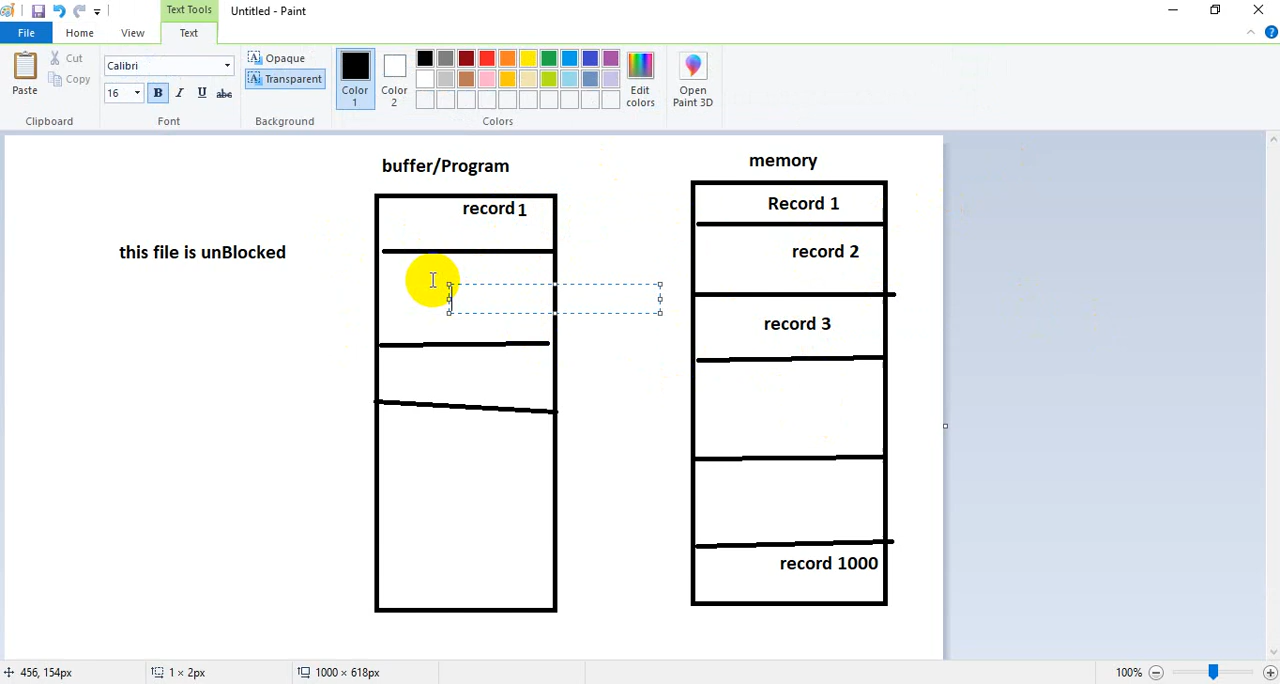 Text Tools
Untitled - Paint
File
Home
View
Text
Paste
Cut
Copy
Clipboard
Calibri
16
B
I
U
abc
Font
A Opaque
A Transparent
Background
Color 1
Color 2
Edit colors
Colors
Open Paint 3D
buffer/Program
record 1
this file is unBlocked
memory
Record 1
record 2
record 3
record 1000
456, 154px
1 × 2px
1000 × 618px
100%